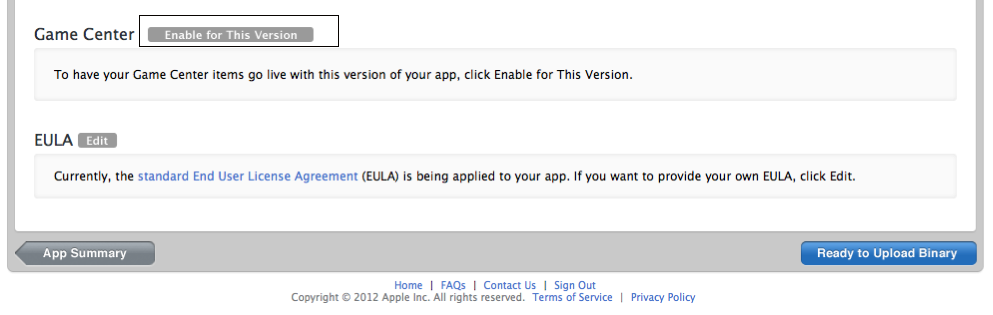 Game Center Enable for This Version
To have your Game Center items go live with this version of your app, click Enable for This Version.
EULA Edit
Currently, the standard End User License Agreement (EULA) is being applied to your app. If you want to provide your own EULA, click Edit.
App Summary Ready to Upload Binary
Home | FAQs | Contact Us | Sign Out
Copyright © 2012 Apple Inc. All rights reserved. Terms of Service | Privacy Policy